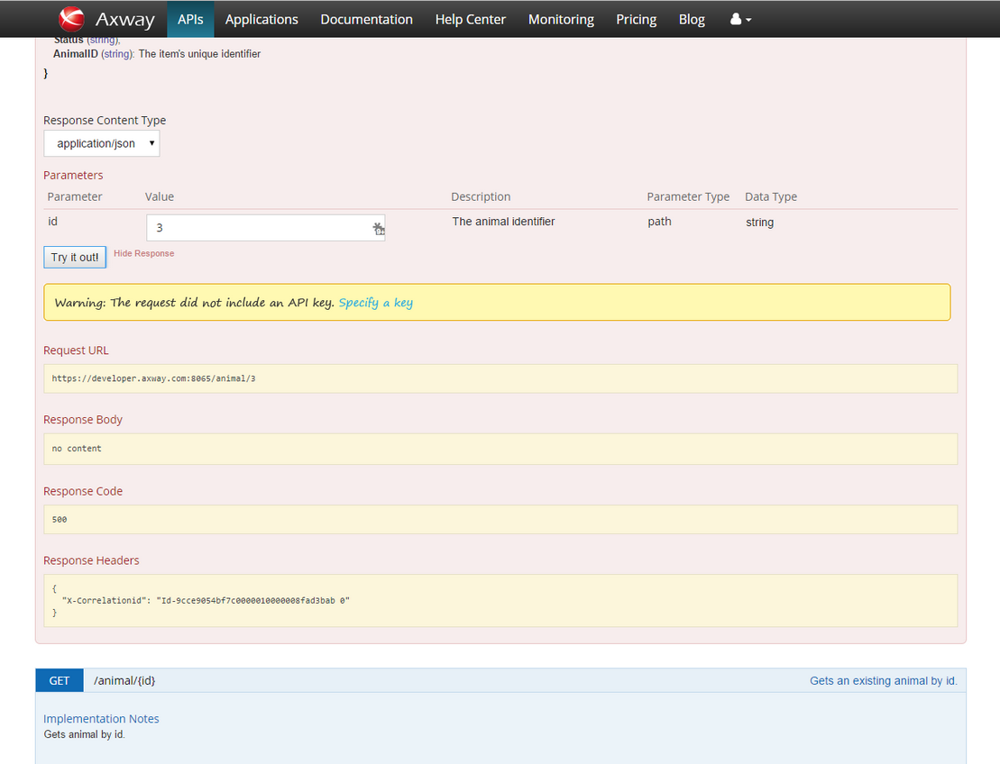 Axway APIs Applications Documentation Help Center Monitoring Pricing Blog
Status (string),
AnimalID (string): The item's unique identifier
}
Response Content Type
application/json
Parameters
Parameter Value Description Parameter Type Data Type
id 3 The animal identifier path string
Try it out! Hide Response
Warning: The request did not include an API key. Specify a key
Request URL
https://developer.axway.com:8065/animal/3
Response Body
no content
Response Code
500
Response Headers
{
"X-Correlationid": "Id-9cce9054bf7c0000010000008fad3bab 0"
}
GET /animal/{id} Gets an existing animal by id.
Implementation Notes
Gets animal by id.